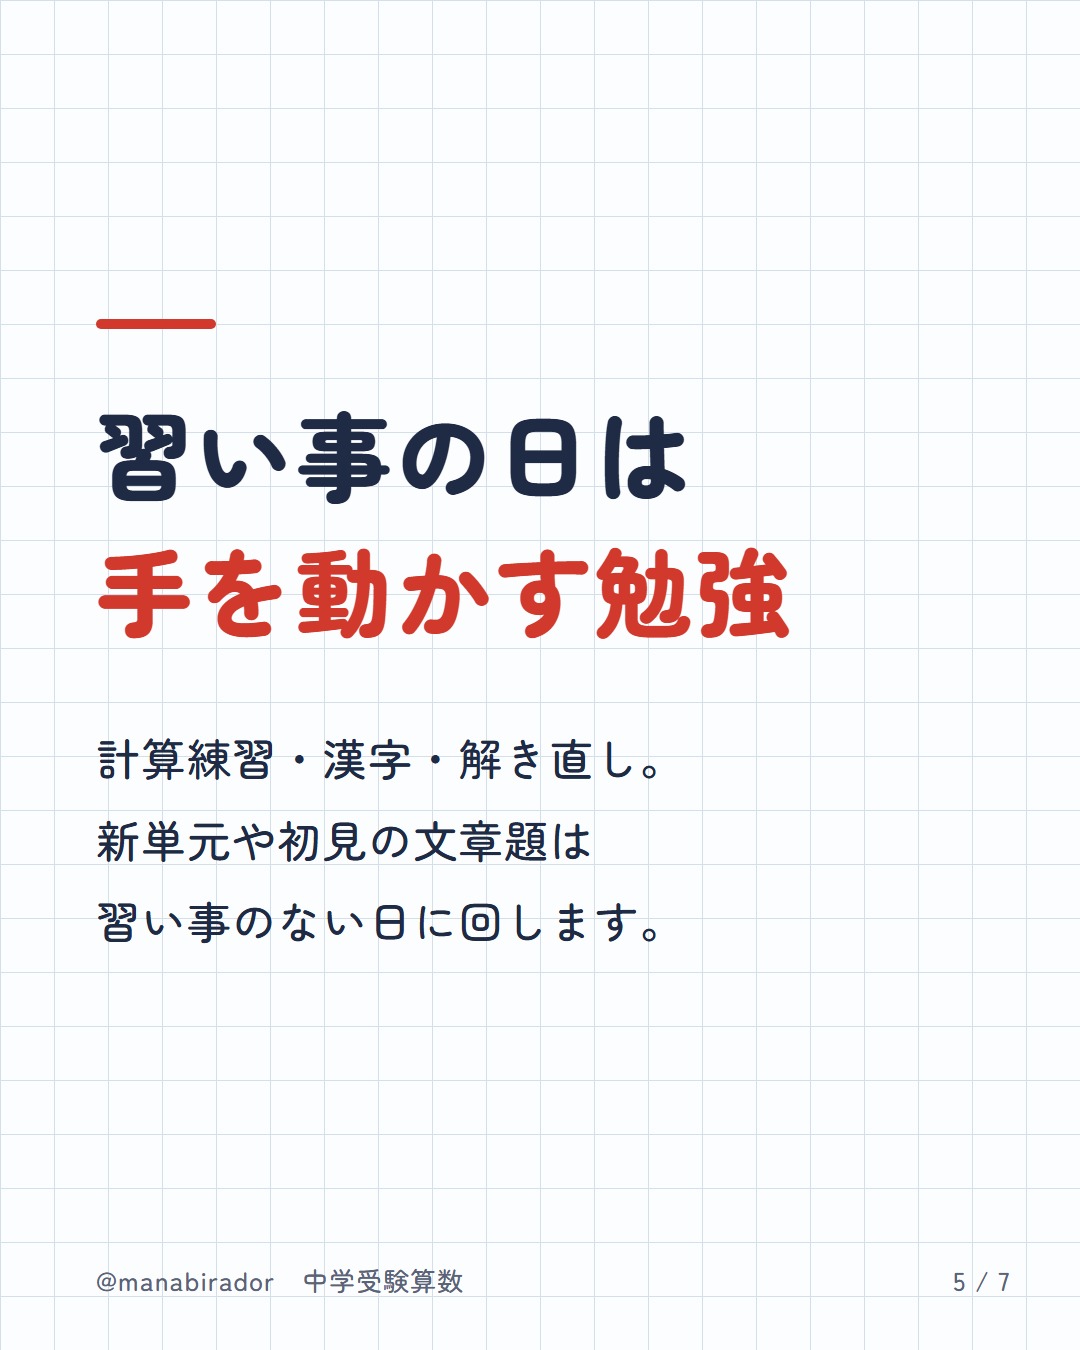 習い事の日は
手を動かす勉強
計算練習・漢字・解き直し。
新単元や初見の文章題は
習い事のない日に回します。
@manabirador 中学受験算数
5 / 7